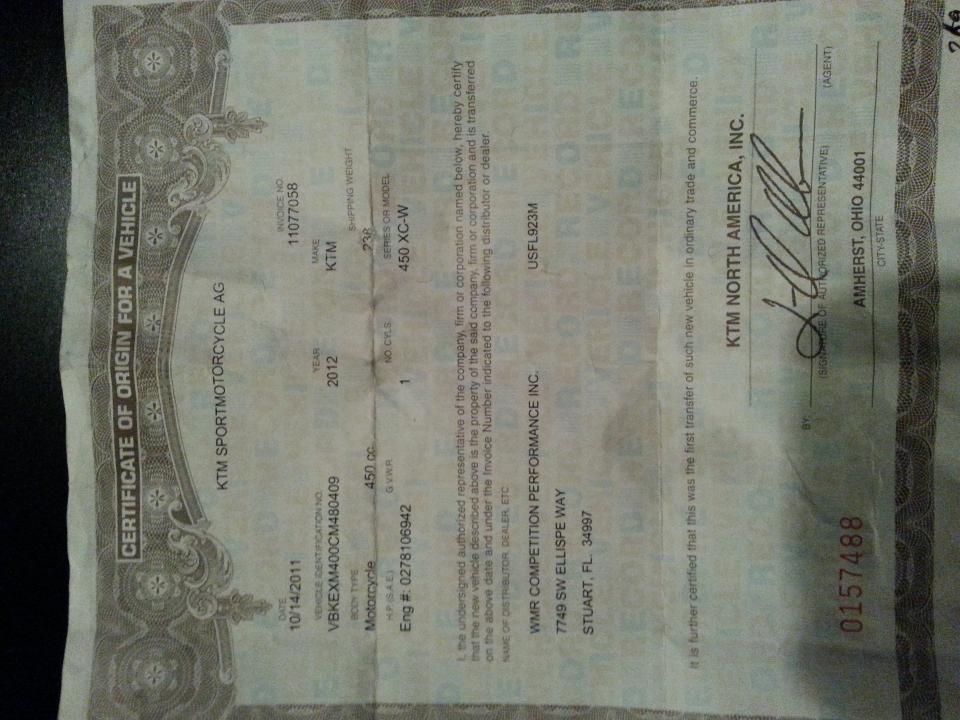 CERTIFICATE OF ORIGIN FOR A VEHICLE
KTM SPORTMOTORCYCLE AG
DATE INVOICE NO
10/14/2011 11077058
VEHICLE IDENTIFICATION NO. YEAR MAKE
VBKEXM400CM480409 2012 KTM
BODY TYPE SHIPPING WEIGHT
Motorcycle 450 cc 238
H.P. (S.A.E.) G.V.W.R. NO. CYLS. SERIES OR MODEL
Eng #. 0278106942 1 450 XC-W
I, the undersigned authorized representative of the company, firm or corporation named below, hereby certify
that the new vehicle described above is the property of the said company, firm or corporation and is transferred
on the above date and under the Invoice Number indicated to the following distributor or dealer.
NAME OF DISTRIBUTOR, DEALER, ETC.
WMR COMPETITION PERFORMANCE INC. USFL923M
7749 SW ELLISPE WAY
STUART, FL. 34997
It is further certified that this was the first transfer of such new vehicle in ordinary trade and commerce.
KTM NORTH AMERICA, INC.
BY:
(SIGNATURE OF AUTHORIZED REPRESENTATIVE) (AGENT)
AMHERST, OHIO 44001
CITY-STATE
0157488